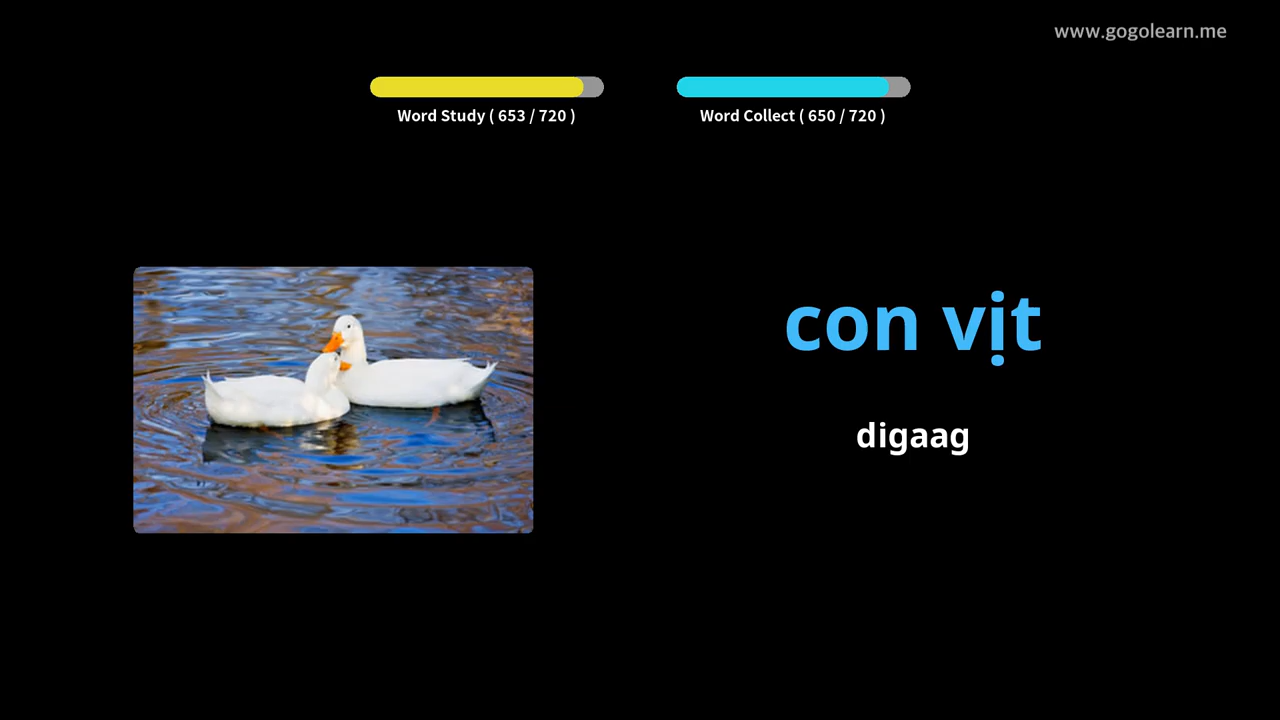 www.gogolearn.me
Word Study ( 653 / 720 )
Word Collect ( 650 / 720 )
con vịt
digaag